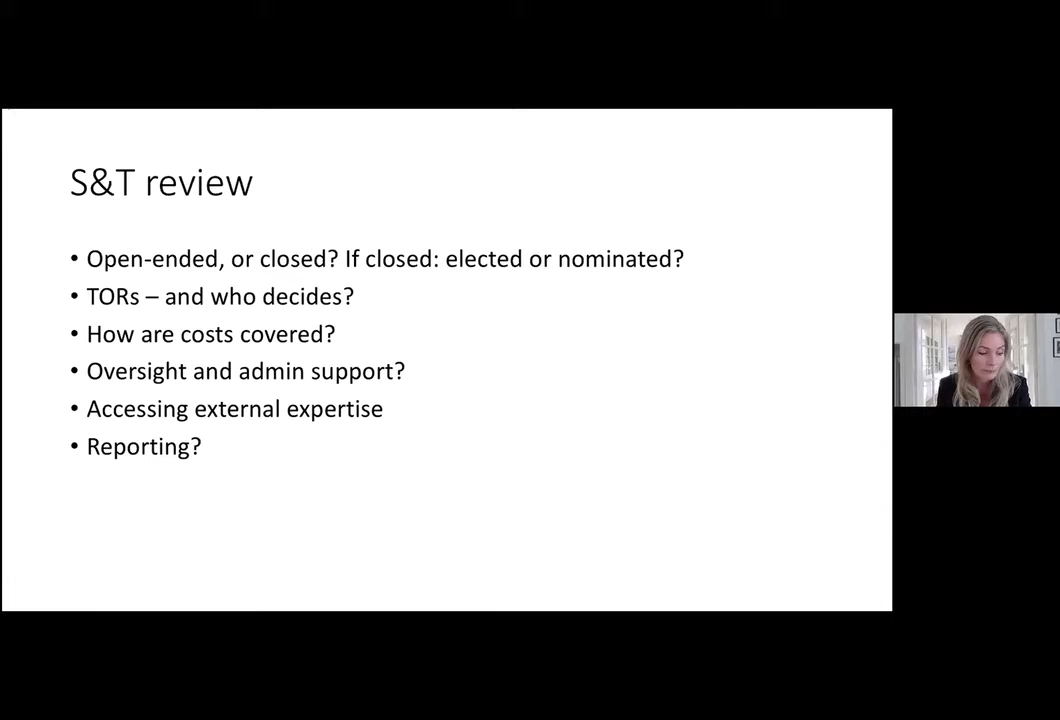 S&T review
• Open-ended, or closed? If closed: elected or nominated?
• TORs – and who decides?
• How are costs covered?
• Oversight and admin support?
• Accessing external expertise
• Reporting?